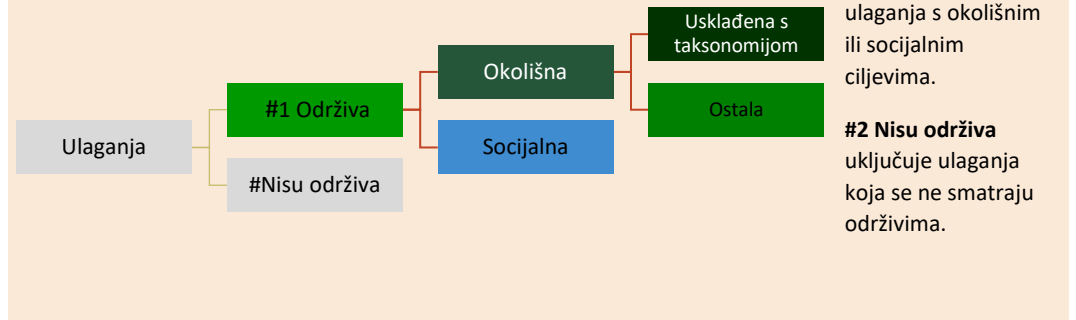 Ulaganja
#1 Održiva
#Nisu održiva
Okolišna
Socijalna
Usklađena s
taksonomijom
Ostala
ulaganja s okolišnim
ili socijalnim
ciljevima.
#2 Nisu održiva
uključuje ulaganja
koja se ne smatraju
održivima.